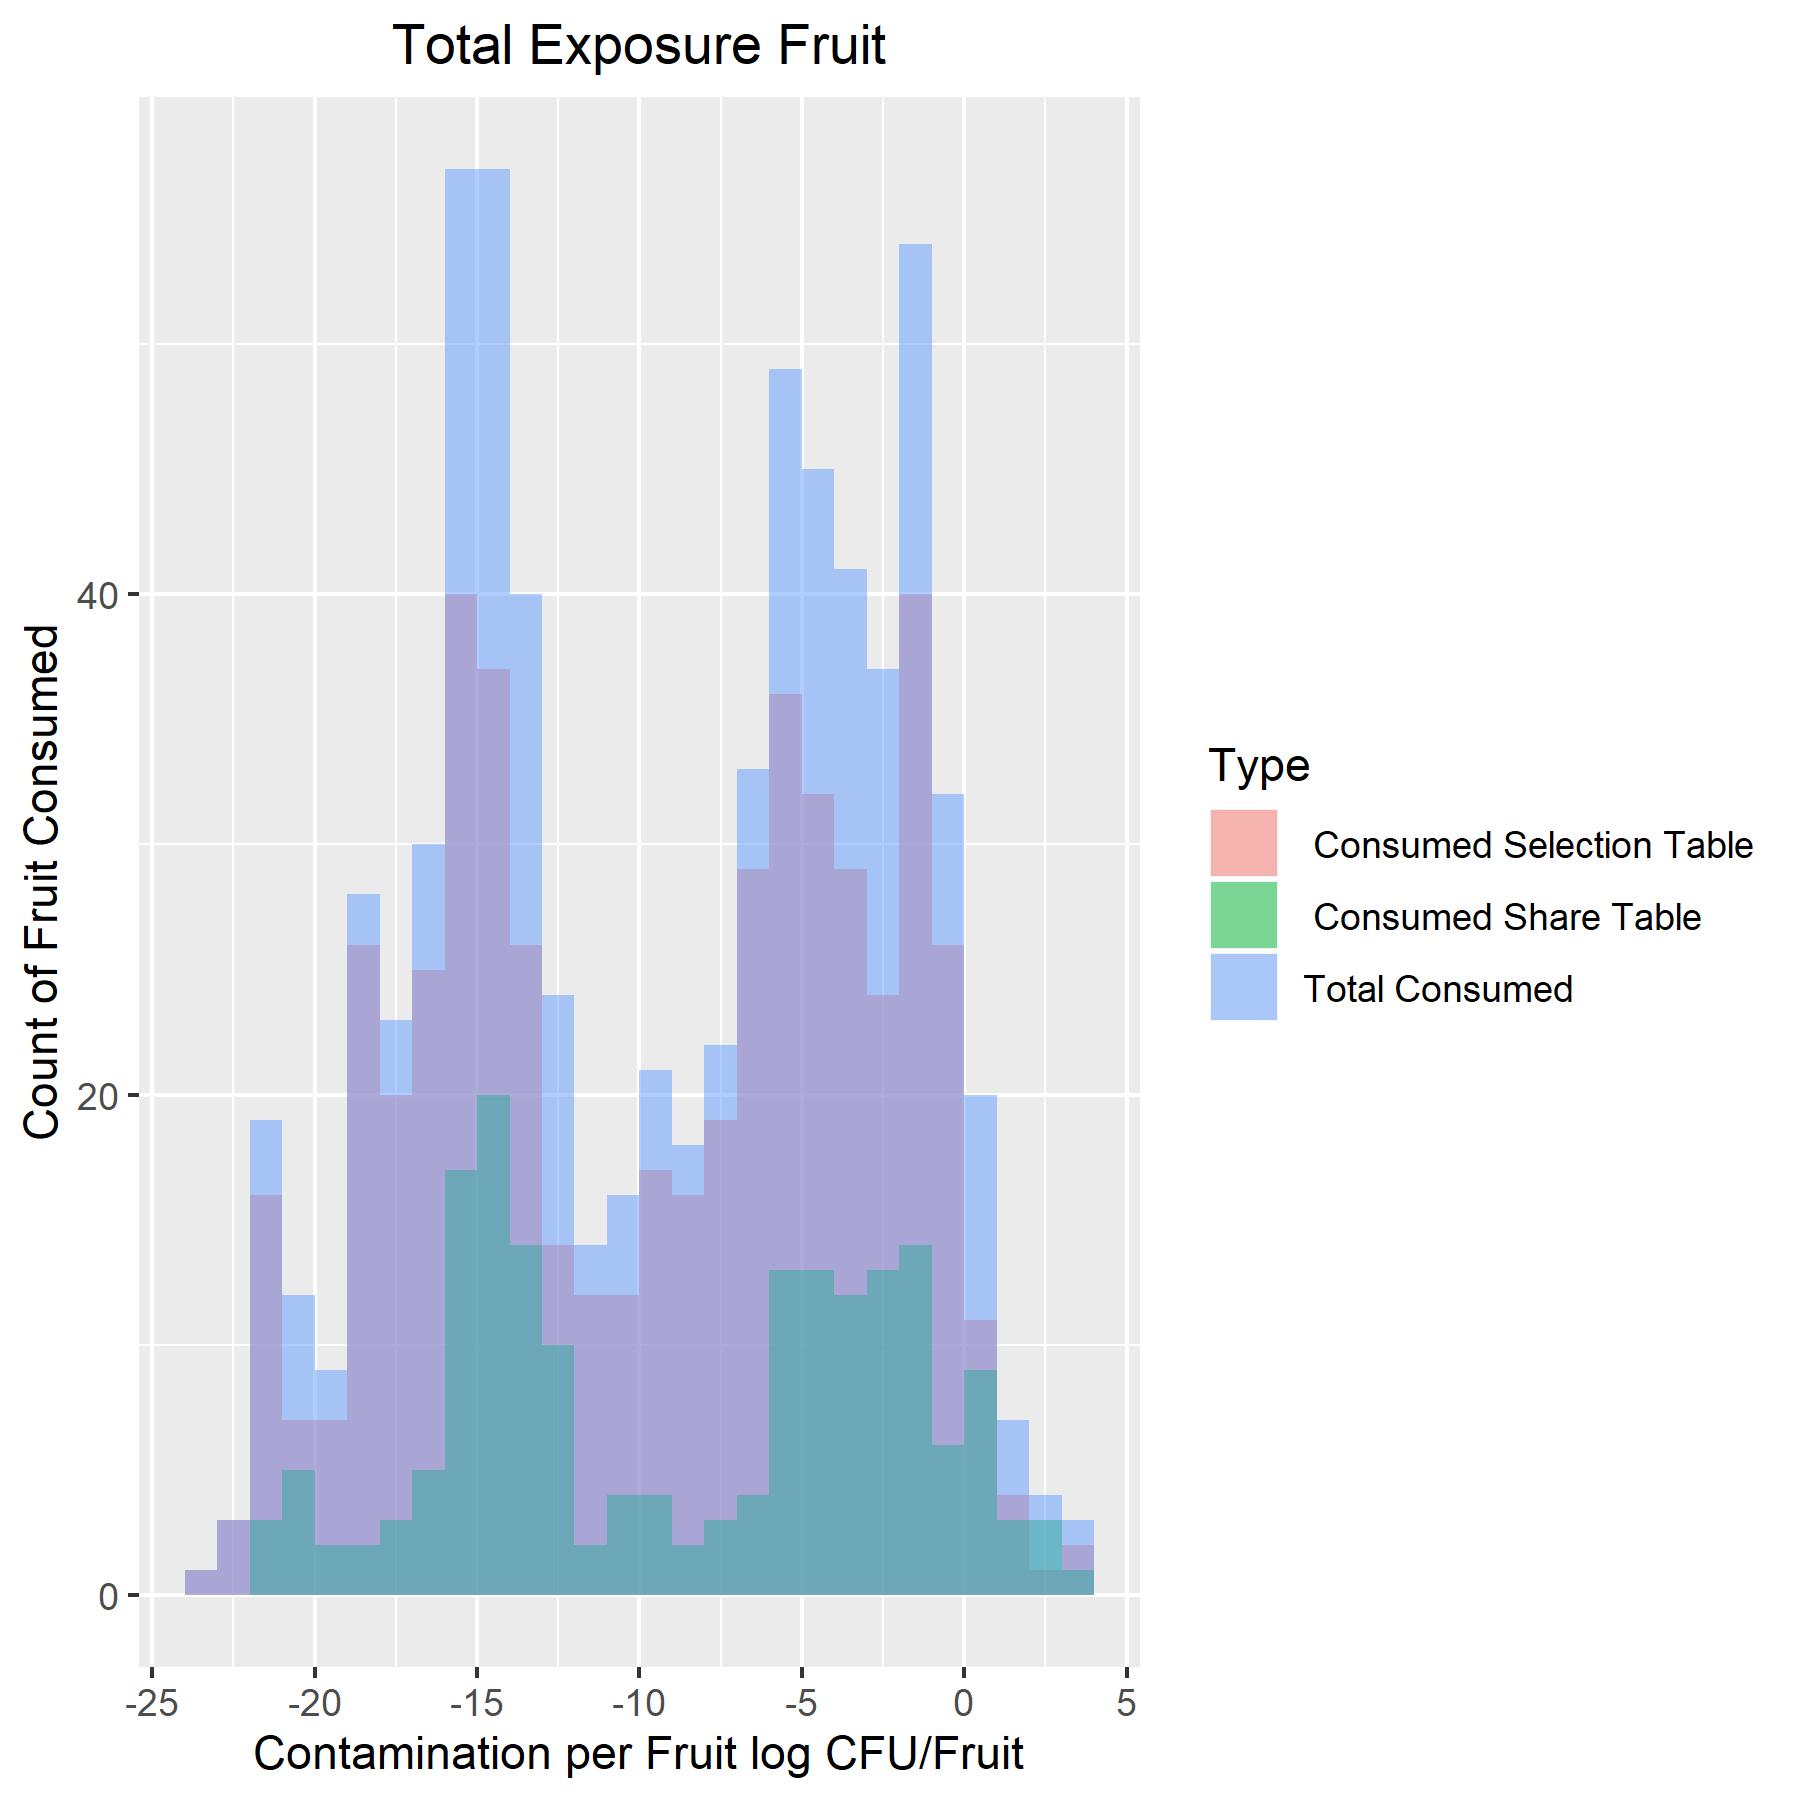 Total Exposure Fruit
Count of Fruit Consumed
40
20
0
-25 -20 -15 -10 -5 0 5
Contamination per Fruit log CFU/Fruit
Type
Consumed Selection Table
Consumed Share Table
Total Consumed